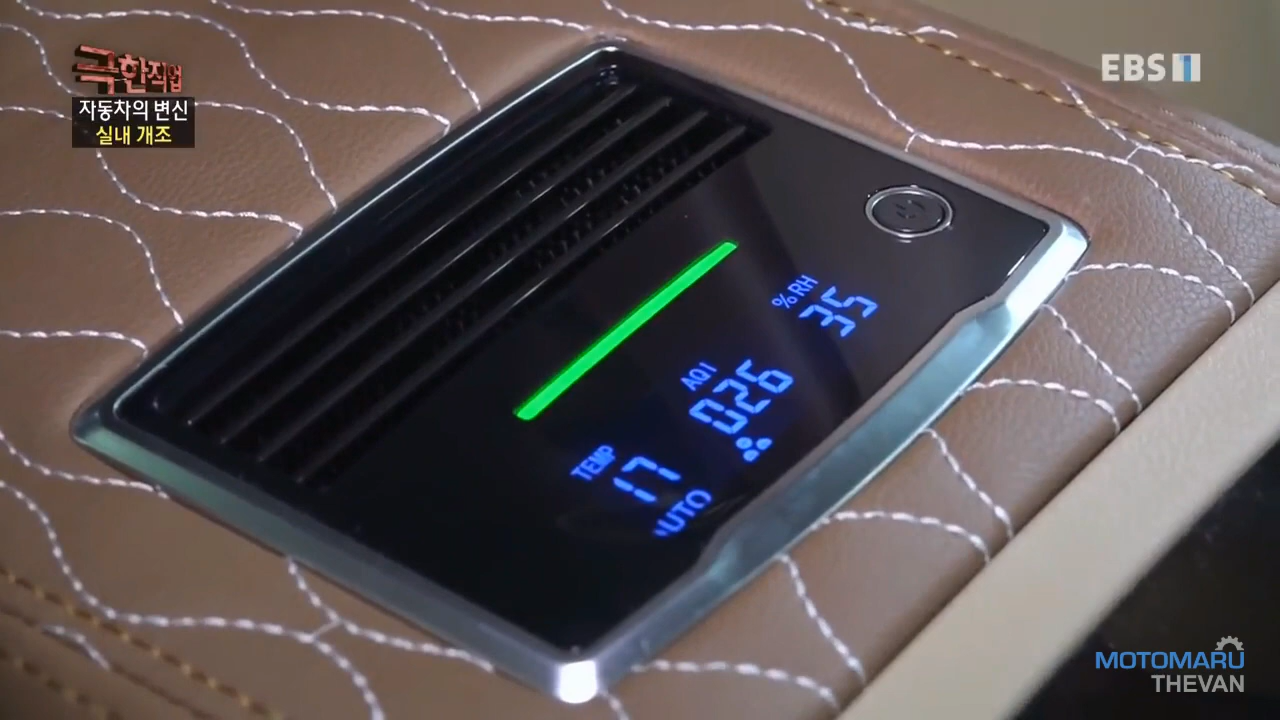 극한직업
자동차의 변신
실내 개조
EBS 1
%RH
35
AQI
026
TEMP
17
AUTO
MOTOMARU
THEVAN